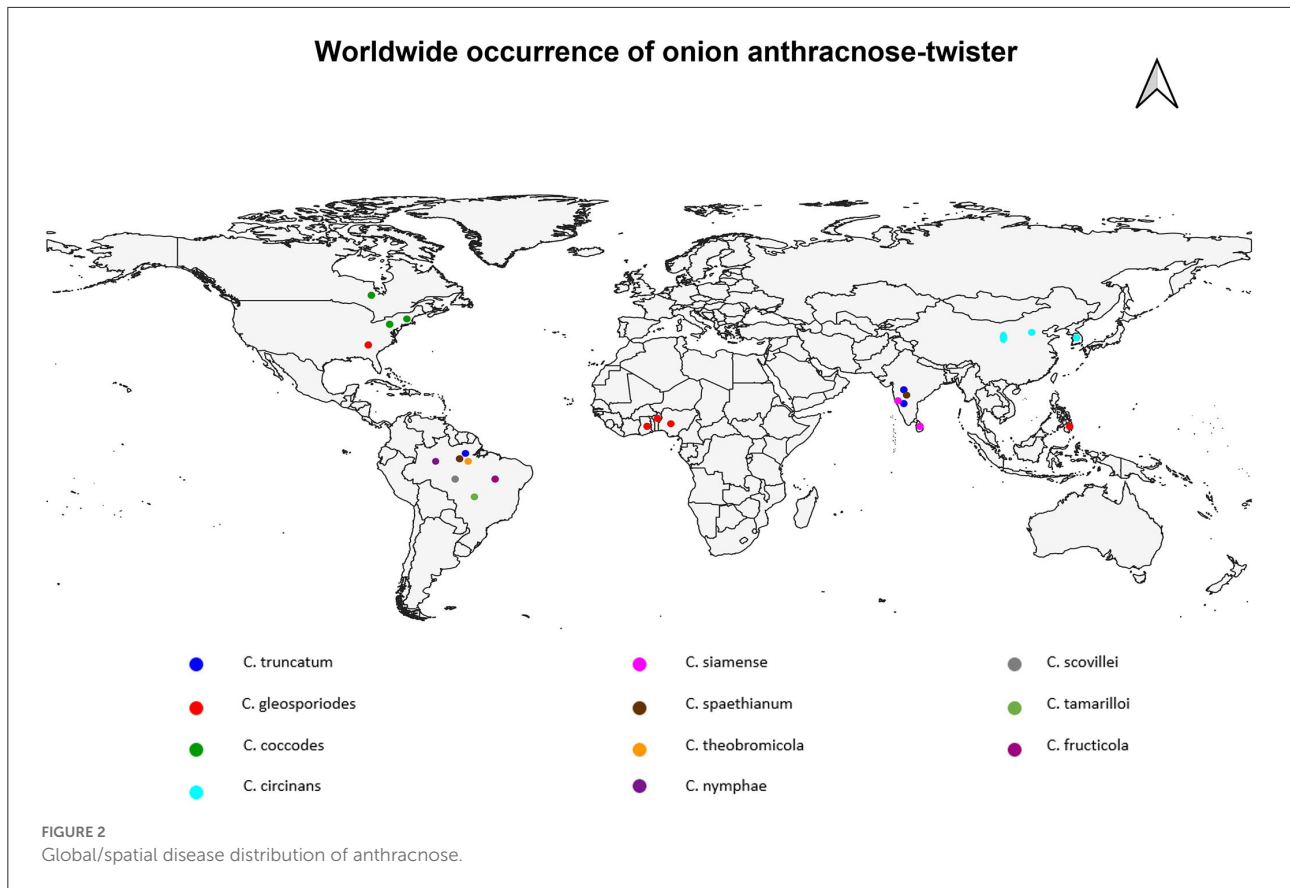 Worldwide occurrence of onion anthracnose-twister
C. truncatum
C. gleosporiodes
C. coccodes
C. circinans
C. siamense
C. spaethianum
C. theobromicola
C. nymphae
C. scovillei
C. tamarilloi
C. fructicola
FIGURE 2
Global/spatial disease distribution of anthracnose.